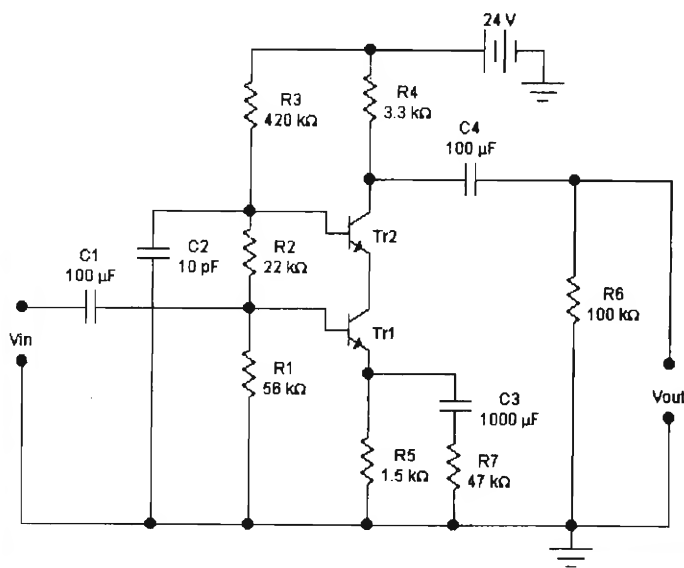 24 V
R3
420 kΩ
R4
3.3 kΩ
C4
100 µF
C2
10 pF
R2
22 kΩ
Tr2
C1
100 µF
R6
100 kΩ
Vin
Tr1
R1
56 kΩ
C3
1000 µF
Vout
R5
1.5 kΩ
R7
47 kΩ